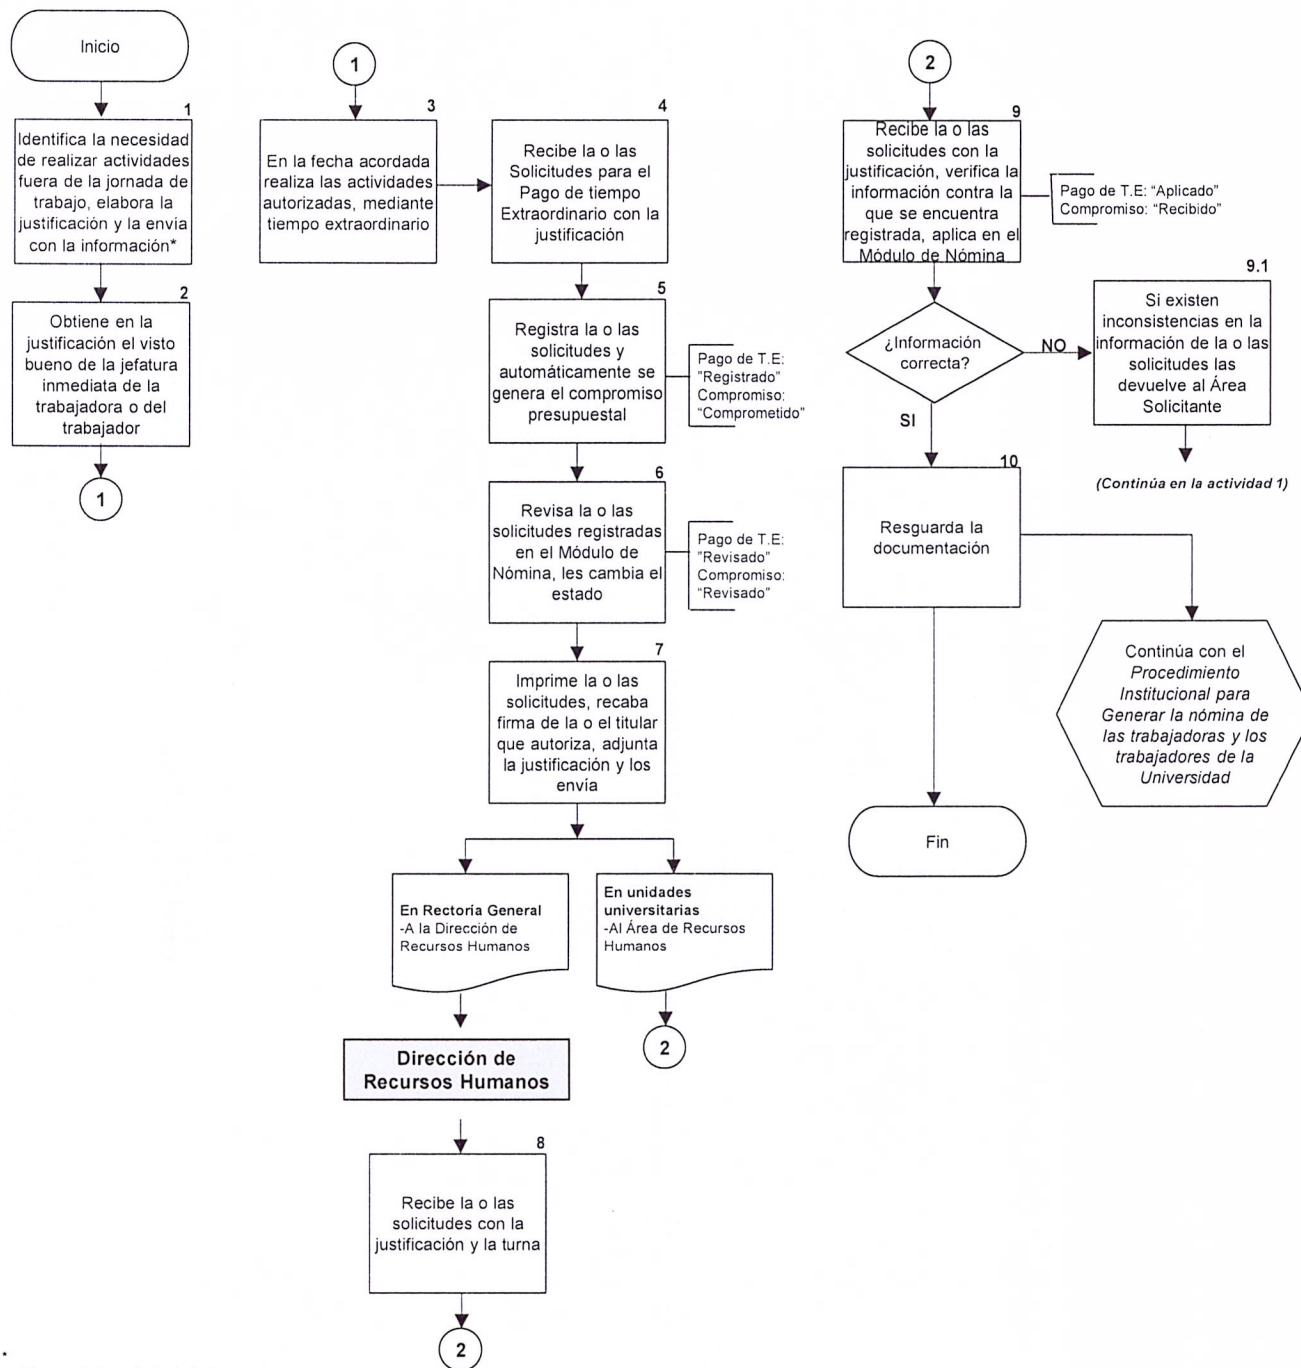 Inicio
1
Identifica la necesidad
de realizar actividades
fuera de la jornada de
trabajo, elabora la
justificación y la envía
con la información*
2
Obtiene en la
justificación el visto
bueno de la jefatura
inmediata de la
trabajadora o del
trabajador
1
1
3
En la fecha acordada
realiza las actividades
autorizadas, mediante
tiempo extraordinario
4
Recibe la o las
Solicitudes para el
Pago de tiempo
Extraordinario con la
justificación
5
Registra la o las
solicitudes y
automáticamente se
genera el compromiso
presupuestal
Pago de T.E:
"Registrado"
Compromiso:
"Comprometido"
6
Revisa la o las
solicitudes registradas
en el Módulo de
Nómina, les cambia el
estado
Pago de T.E:
"Revisado"
Compromiso:
"Revisado"
7
Imprime la o las
solicitudes, recaba
firma de la o el titular
que autoriza, adjunta
la justificación y los
envía
En Rectoría General
-A la Dirección de
Recursos Humanos
En unidades
universitarias
-Al Área de Recursos
Humanos
2
Dirección de
Recursos Humanos
8
Recibe la o las
solicitudes con la
justificación y la turna
2
2
9
Recibe la o las
solicitudes con la
justificación, verifica la
información contra la
que se encuentra
registrada, aplica en el
Módulo de Nómina
Pago de T.E: "Aplicado"
Compromiso: "Recibido"
¿Información
correcta?
NO
9.1
Si existen
inconsistencias en la
información de la o las
solicitudes las
devuelve al Área
Solicitante
(Continúa en la actividad 1)
SI
10
Resguarda la
documentación
Continúa con el
Procedimiento
Institucional para
Generar la nómina de
las trabajadoras y los
trabajadores de la
Universidad
Fin
*